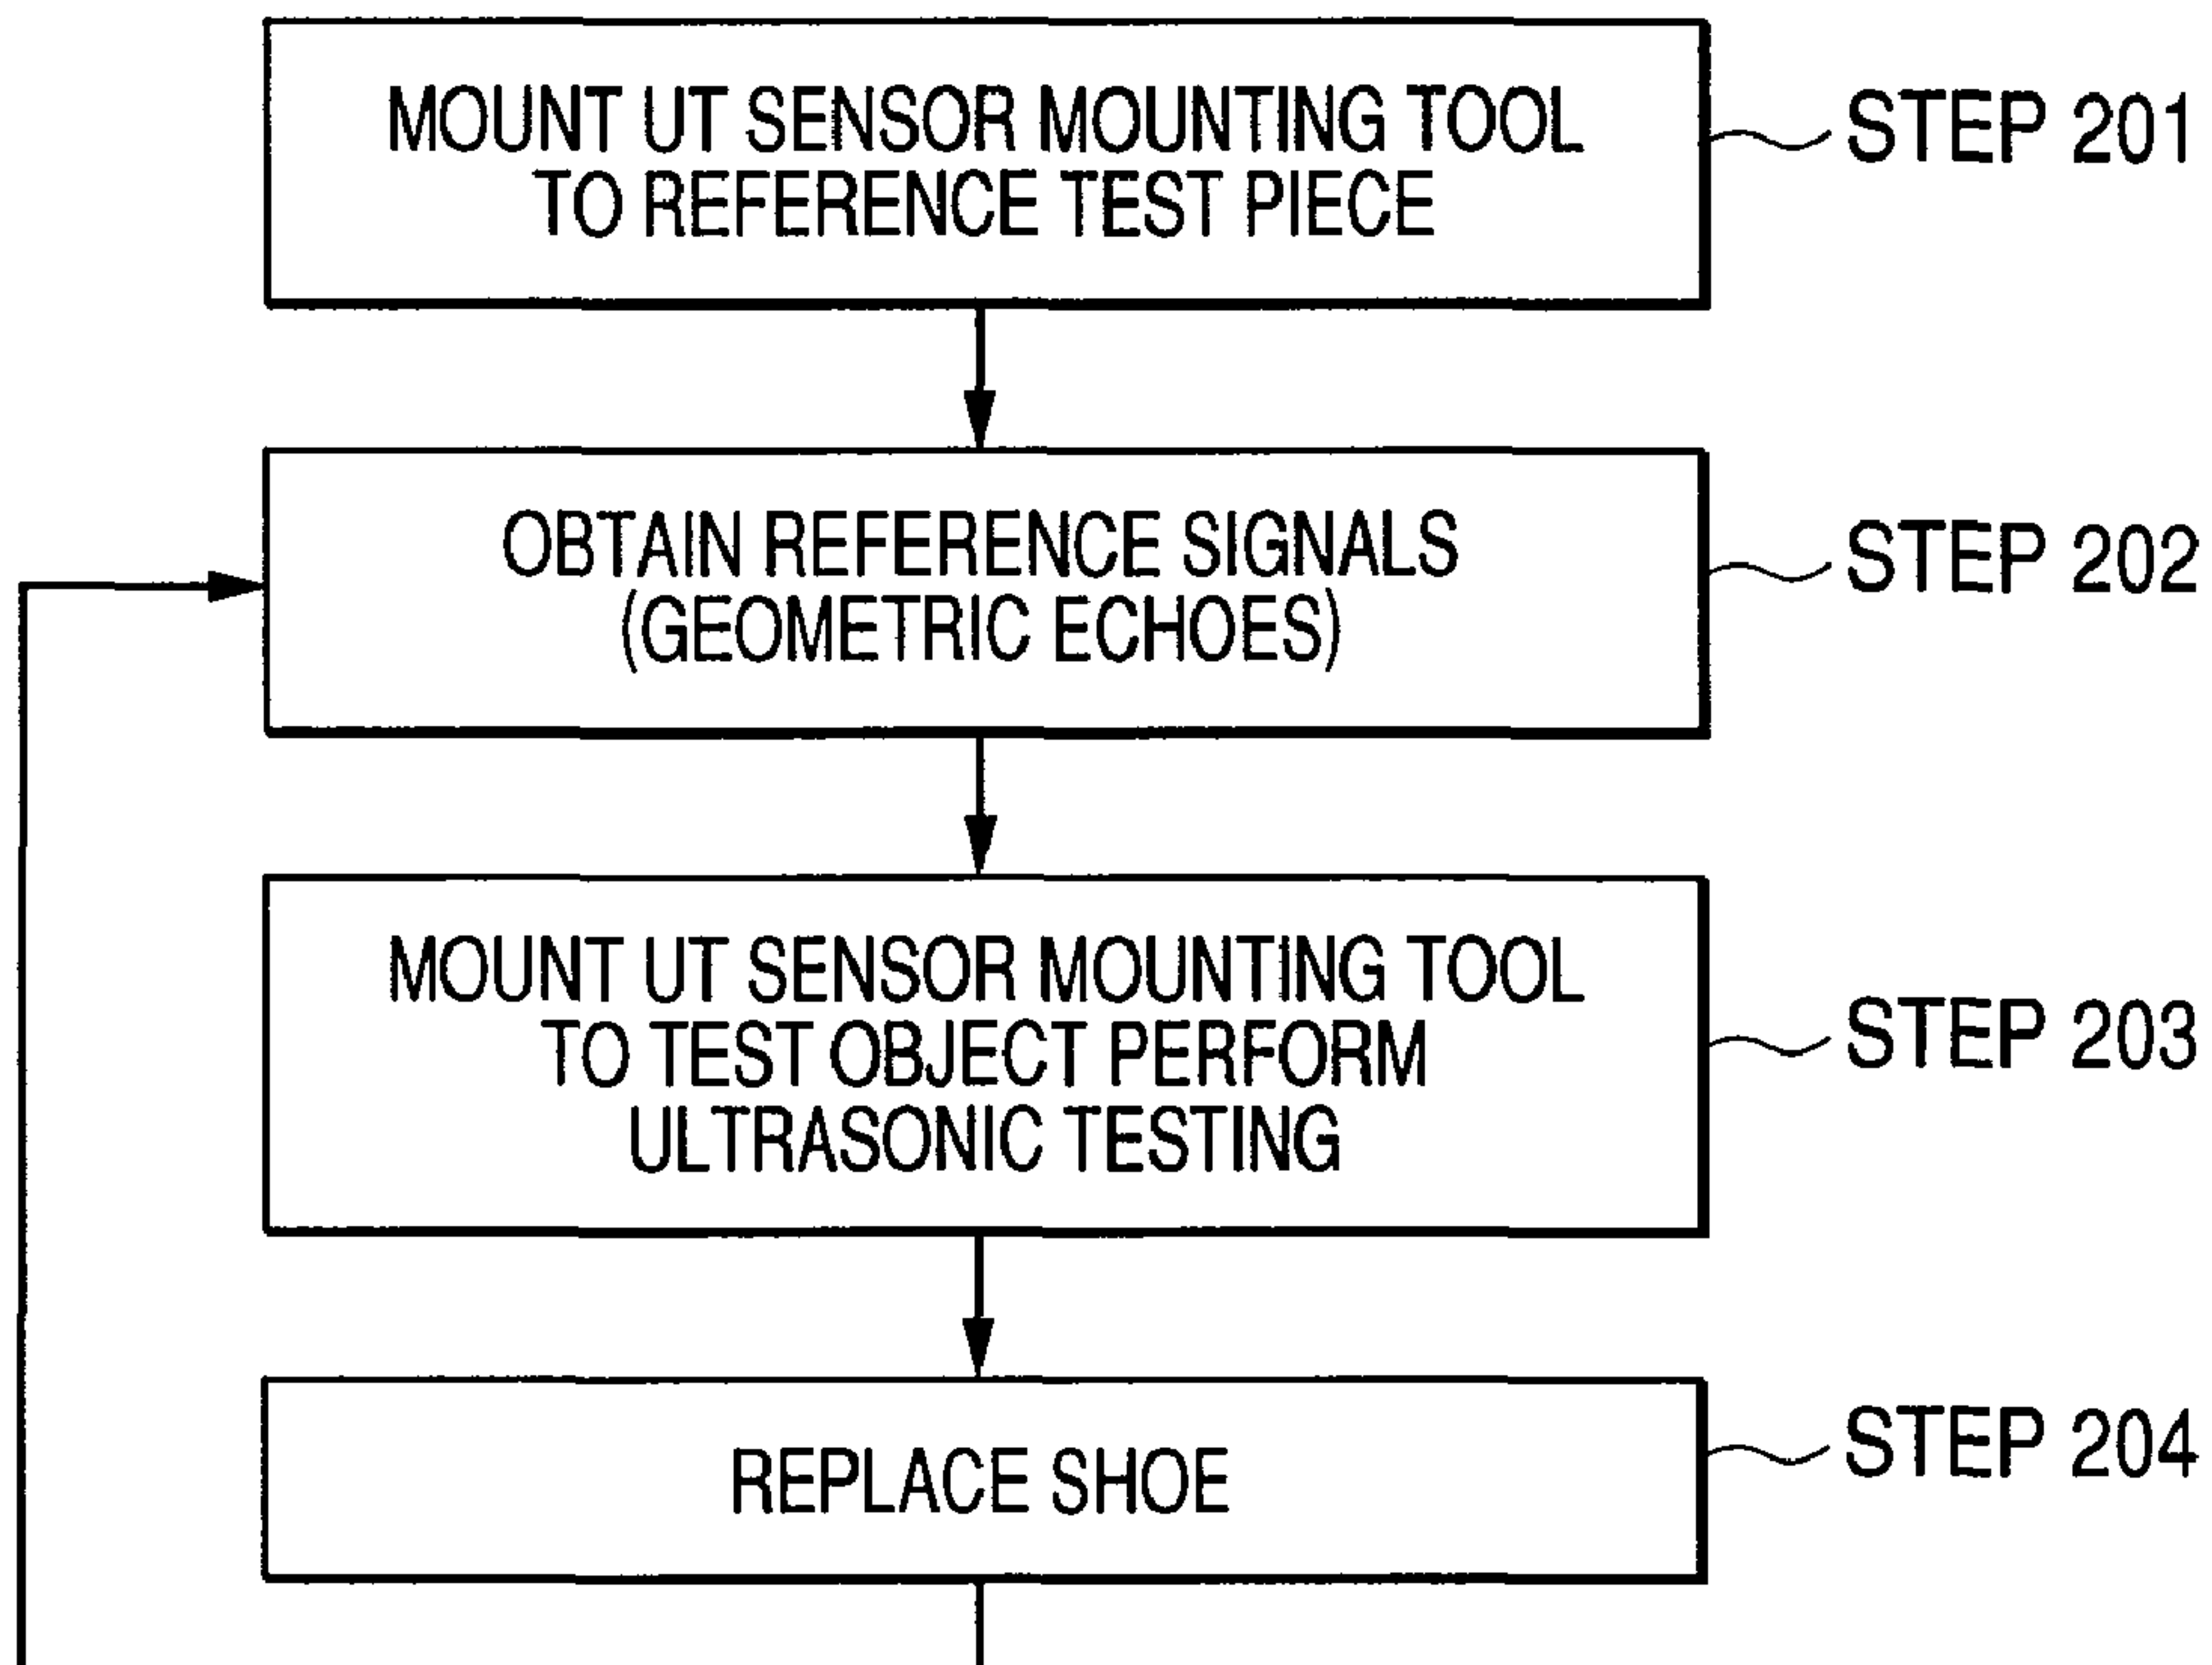 MOUNT UT SENSOR MOUNTING TOOL
TO REFERENCE TEST PIECE
STEP 201
OBTAIN REFERENCE SIGNALS
(GEOMETRIC ECHOES)
STEP 202
MOUNT UT SENSOR MOUNTING TOOL
TO TEST OBJECT PERFORM
ULTRASONIC TESTING
STEP 203
REPLACE SHOE
STEP 204